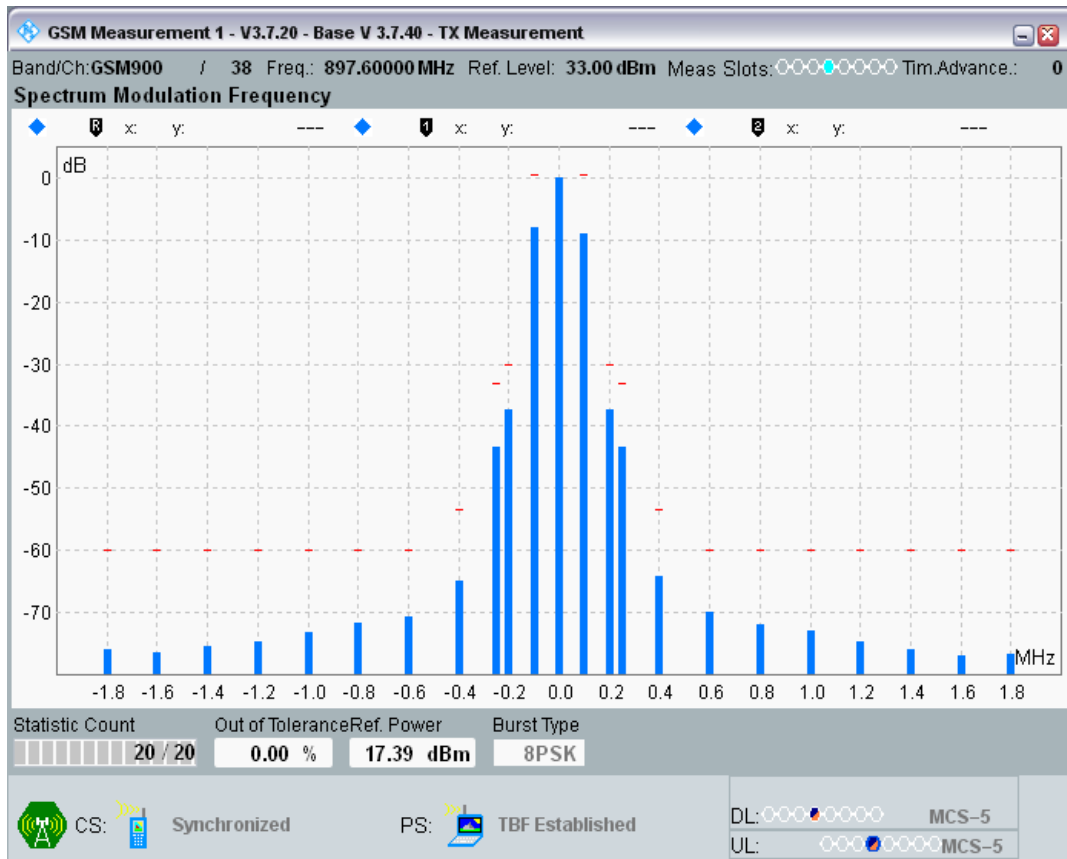 GSM Measurement 1 - V3.7.20 - Base V 3.7.40 - TX Measurement
Band/Ch:GSM900 / 38 Freq.: 897.60000 MHz Ref. Level: 33.00 dBm Meas Slots: Tim.Advance.: 0
Spectrum Modulation Frequency
R x: y: --- 1 x: y: --- 2 x: y: ---
dB
0
-10
-20
-30
-40
-50
-60
-70
MHz
-1.8 -1.6 -1.4 -1.2 -1.0 -0.8 -0.6 -0.4 -0.2 0.0 0.2 0.4 0.6 0.8 1.0 1.2 1.4 1.6 1.8
Statistic Count Out of Tolerance Ref. Power Burst Type
20 / 20 0.00 % 17.39 dBm 8PSK
CS: Synchronized PS: TBF Established DL: MCS-5
UL: MCS-5